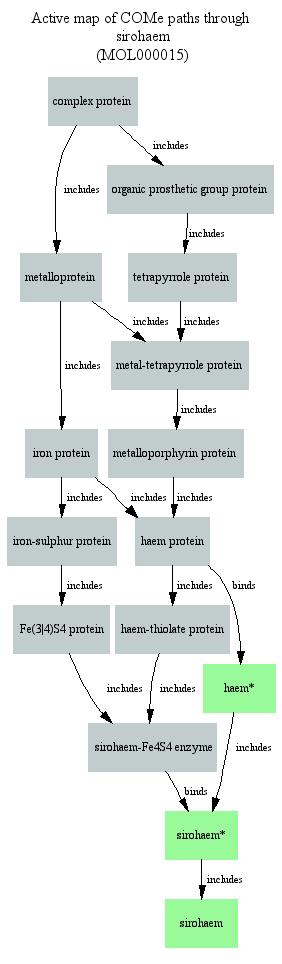 Active map of COMe paths through
sirohaem
(MOL000015)
complex protein
includes
includes
organic prosthetic group protein
includes
metalloprotein
tetrapyrrole protein
includes
includes
includes
metal-tetrapyrrole protein
includes
iron protein
metalloporphyrin protein
includes
includes
includes
iron-sulphur protein
haem protein
includes
includes
binds
Fe(3|4)S4 protein
haem-thiolate protein
haem*
includes
includes
includes
sirohaem-Fe4S4 enzyme
binds
sirohaem*
includes
sirohaem